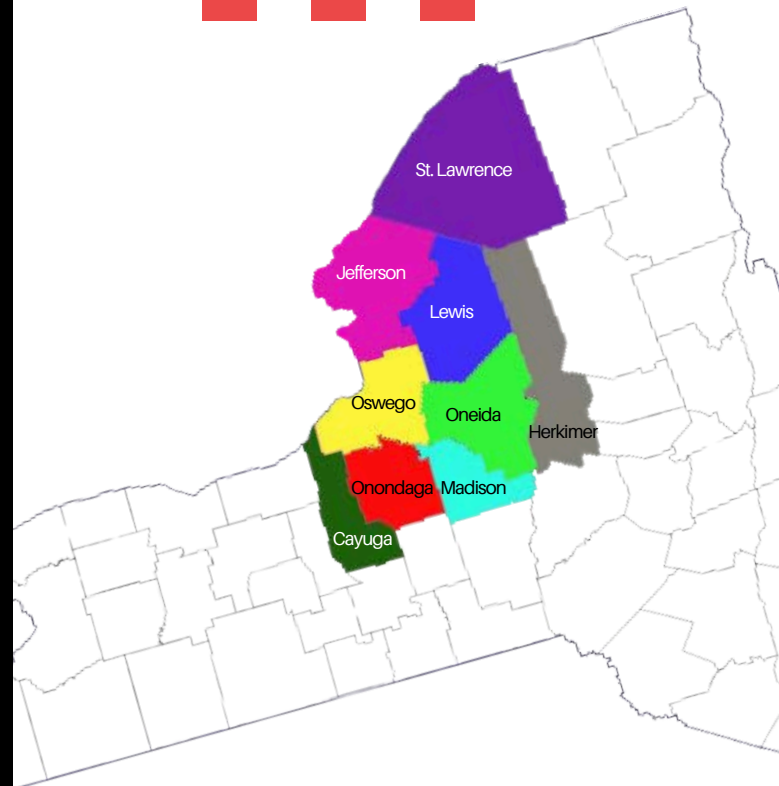 St. Lawrence
Jefferson
Lewis
Oswego
Oneida
Herkimer
Onondaga
Madison
Cayuga